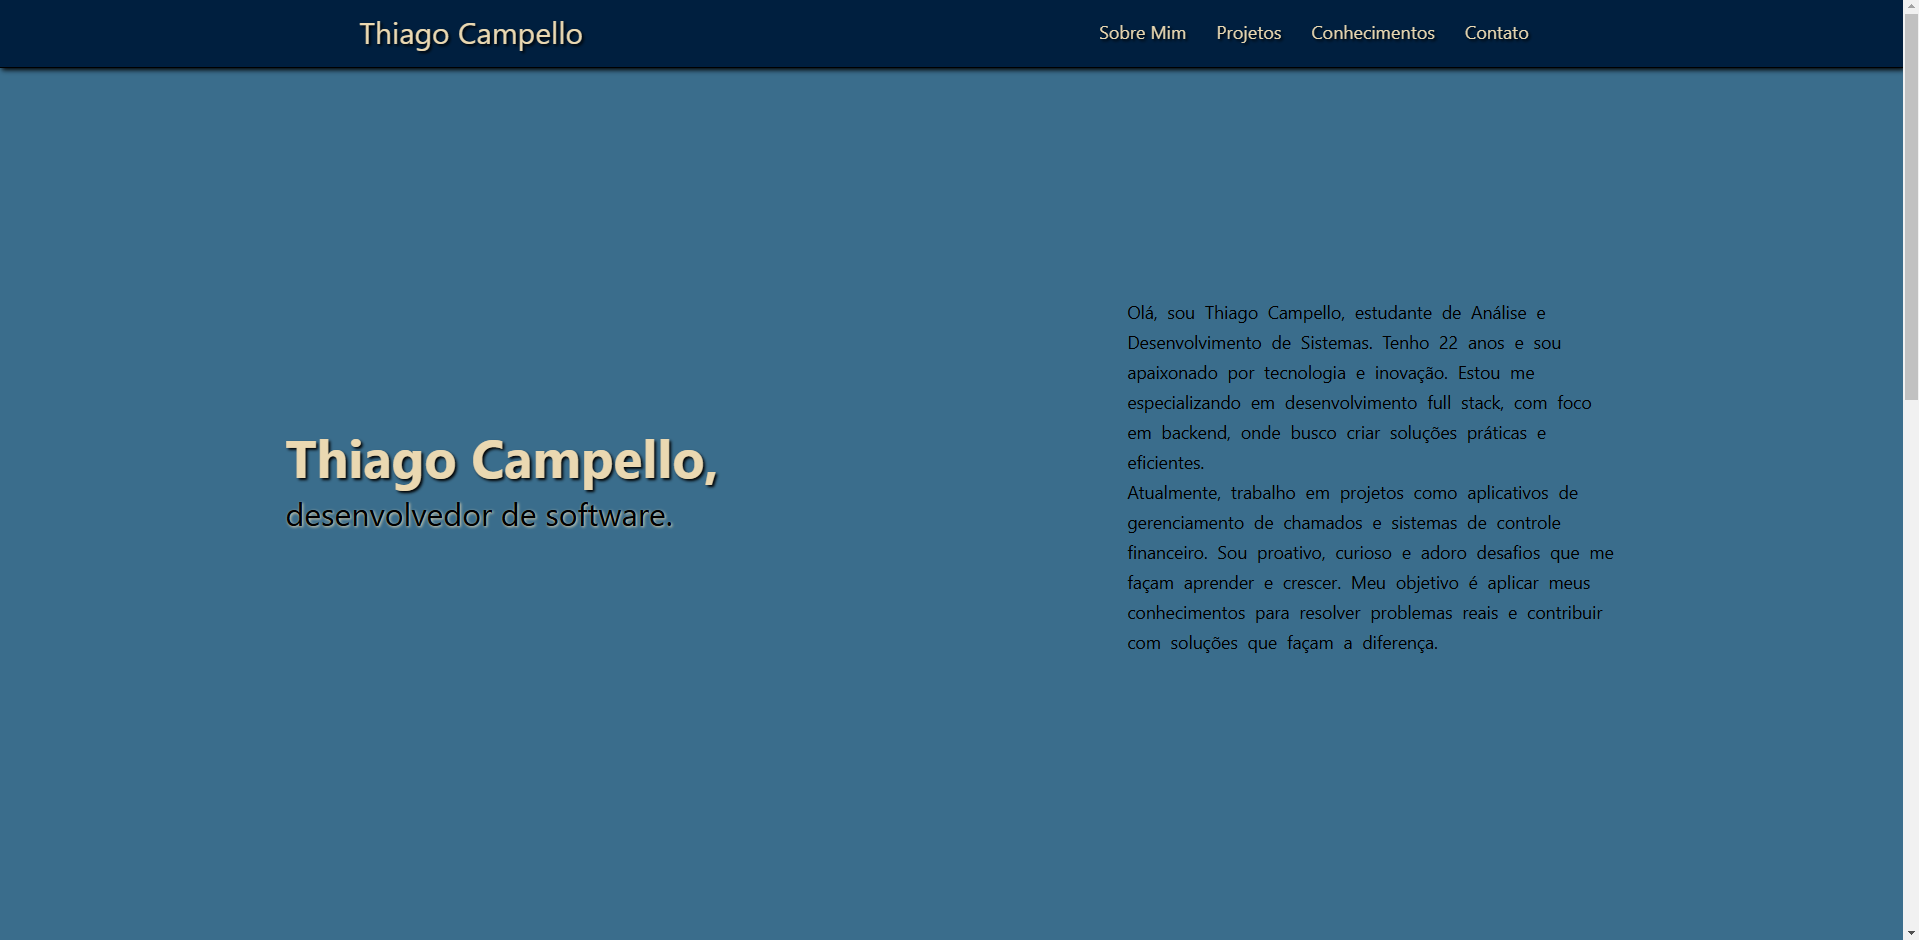 Thiago Campello
Sobre Mim Projetos Conhecimentos Contato
Thiago Campello,
desenvolvedor de software.
Olá, sou Thiago Campello, estudante de Análise e
Desenvolvimento de Sistemas. Tenho 22 anos e sou
apaixonado por tecnologia e inovação. Estou me
especializando em desenvolvimento full stack, com foco
em backend, onde busco criar soluções práticas e
eficientes.
Atualmente, trabalho em projetos como aplicativos de
gerenciamento de chamados e sistemas de controle
financeiro. Sou proativo, curioso e adoro desafios que me
façam aprender e crescer. Meu objetivo é aplicar meus
conhecimentos para resolver problemas reais e contribuir
com soluções que façam a diferença.